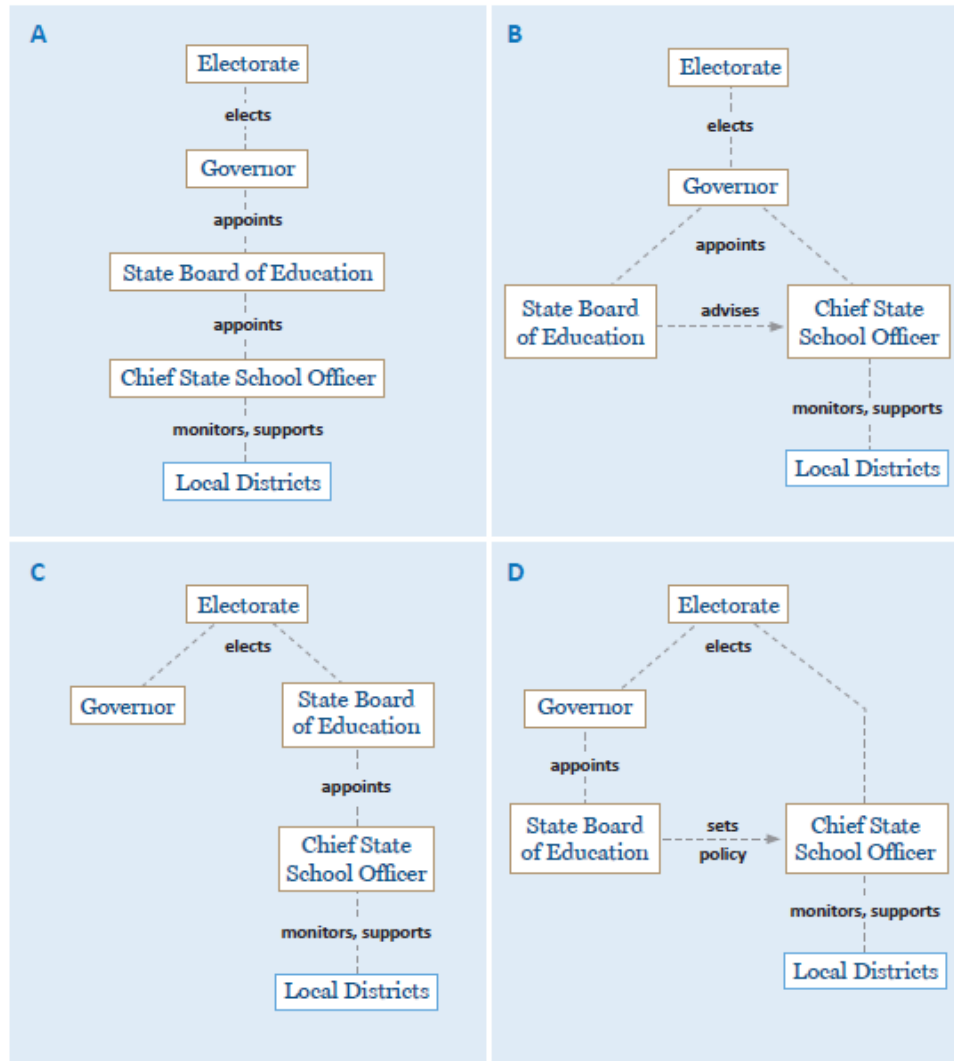 A
Electorate
elects
Governor
appoints
State Board of Education
appoints
Chief State School Officer
monitors, supports
Local Districts
B
Electorate
elects
Governor
appoints
State Board
of Education
advises
Chief State
School Officer
monitors, supports
Local Districts
C
Electorate
elects
Governor
State Board
of Education
appoints
Chief State
School Officer
monitors, supports
Local Districts
D
Electorate
elects
Governor
appoints
State Board
of Education
sets
policy
Chief State
School Officer
monitors, supports
Local Districts